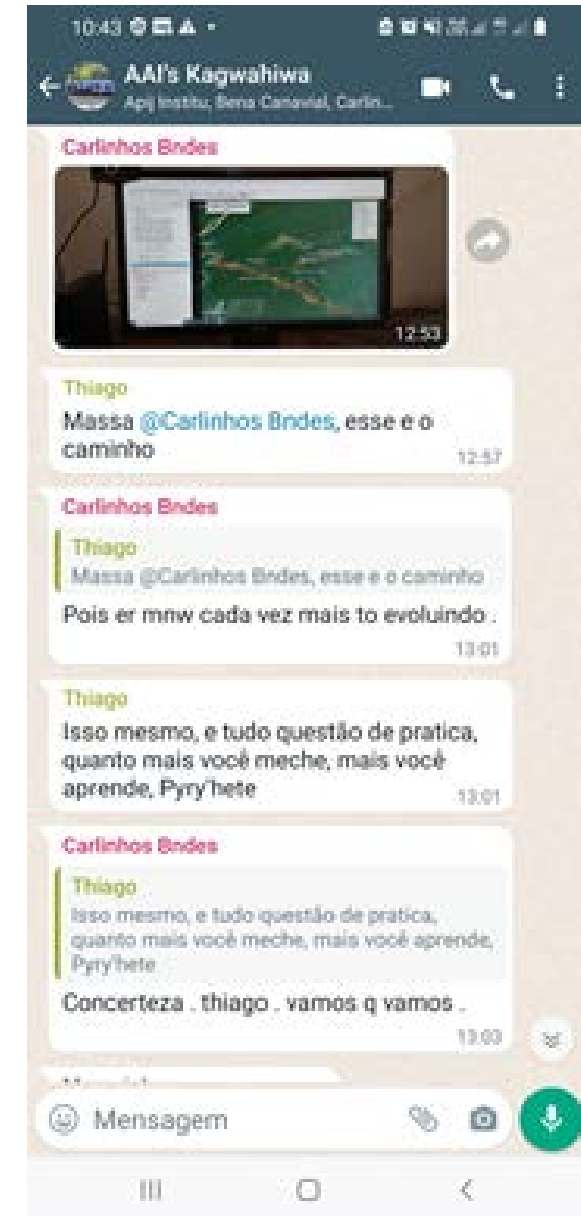 10:43
AAI's Kagwahiwa
Apij Institu, Bena Canavial, Carlin...
Carlinhos Bndes
12:53
Thiago
Massa @Carlinhos Bndes, esse e o
caminho
12:57
Carlinhos Bndes
Thiago
Massa @Carlinhos Bndes, esse e o caminho
Pois er mnw cada vez mais to evoluindo .
13:01
Thiago
Isso mesmo, e tudo questão de pratica,
quanto mais você meche, mais você
aprende, Pyry'hete
13:01
Carlinhos Bndes
Thiago
Isso mesmo, e tudo questão de pratica,
quanto mais você meche, mais você aprende,
Pyry'hete
Concerteza . thiago . vamos q vamos .
13:03
Mensagem